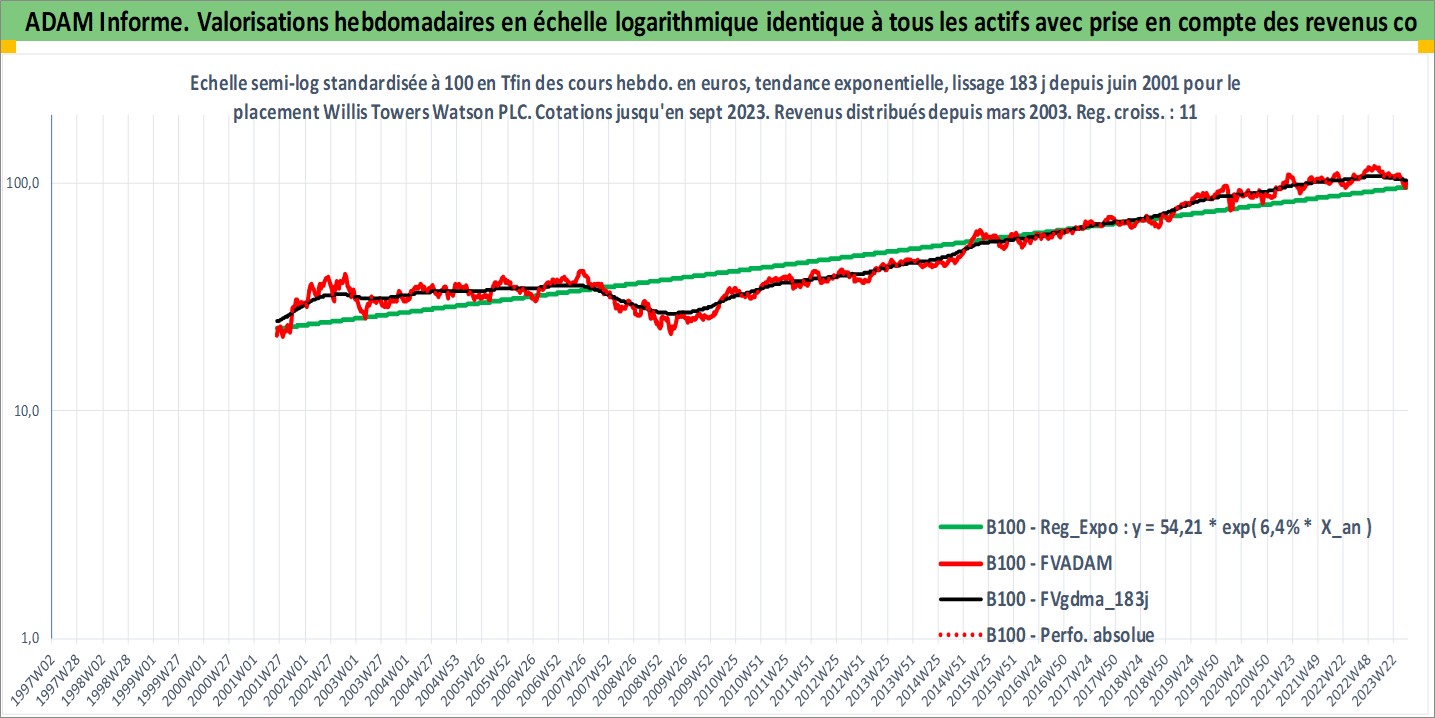 ADAM Informe. Valorisations hebdomadaires en échelle logarithmique identique à tous les actifs avec prise en compte des revenus co
Echelle semi-log standardisée à 100 en Tfin des cours hebdo. en euros, tendance exponentielle, lissage 183 j depuis juin 2001 pour le
placement Willis Towers Watson PLC. Cotations jusqu'en sept 2023. Revenus distribués depuis mars 2003. Reg. croiss. : 11
100,0
10,0
1,0
B100 - Reg_Expo : y = 54,21 * exp( 6,4% * X_an )
B100 - FVADAM
B100 - FVgdma_183j
B100 - Perfo. absolue
1997W02
1997W28
1998W02
1998W28
1999W01
1999W27
2000W01
2000W27
2001W01
2001W27
2002W01
2002W27
2003W01
2003W27
2004W01
2004W27
2004W53
2005W26
2005W52
2006W26
2006W52
2007W26
2007W52
2008W26
2008W52
2009W26
2009W52
2010W25
2010W51
2011W25
2011W51
2012W25
2012W51
2013W25
2013W51
2014W25
2014W51
2015W25
2015W51
2016W24
2016W50
2017W24
2017W50
2018W24
2018W50
2019W24
2019W50
2020W24
2020W50
2021W23
2021W49
2022W22
2022W48
2023W22